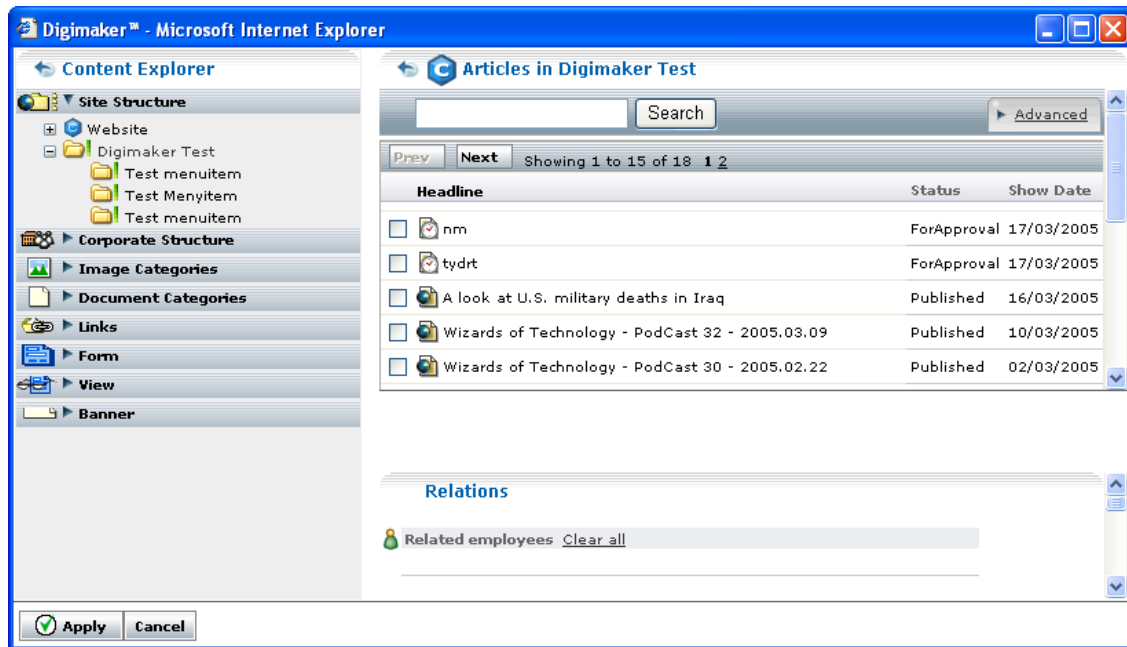 Digimaker™ - Microsoft Internet Explorer
Content Explorer
Site Structure
Website
Digimaker Test
Test menuitem
Test Menyitem
Test menuitem
Corporate Structure
Image Categories
Document Categories
Links
Form
View
Banner
C Articles in Digimaker Test
Search
Advanced
Prev Next Showing 1 to 15 of 18 1 2
Headline Status Show Date
nm ForApproval 17/03/2005
tydrt ForApproval 17/03/2005
A look at U.S. military deaths in Iraq Published 16/03/2005
Wizards of Technology - PodCast 32 - 2005.03.09 Published 10/03/2005
Wizards of Technology - PodCast 30 - 2005.02.22 Published 02/03/2005
Relations
Related employees Clear all
Apply Cancel